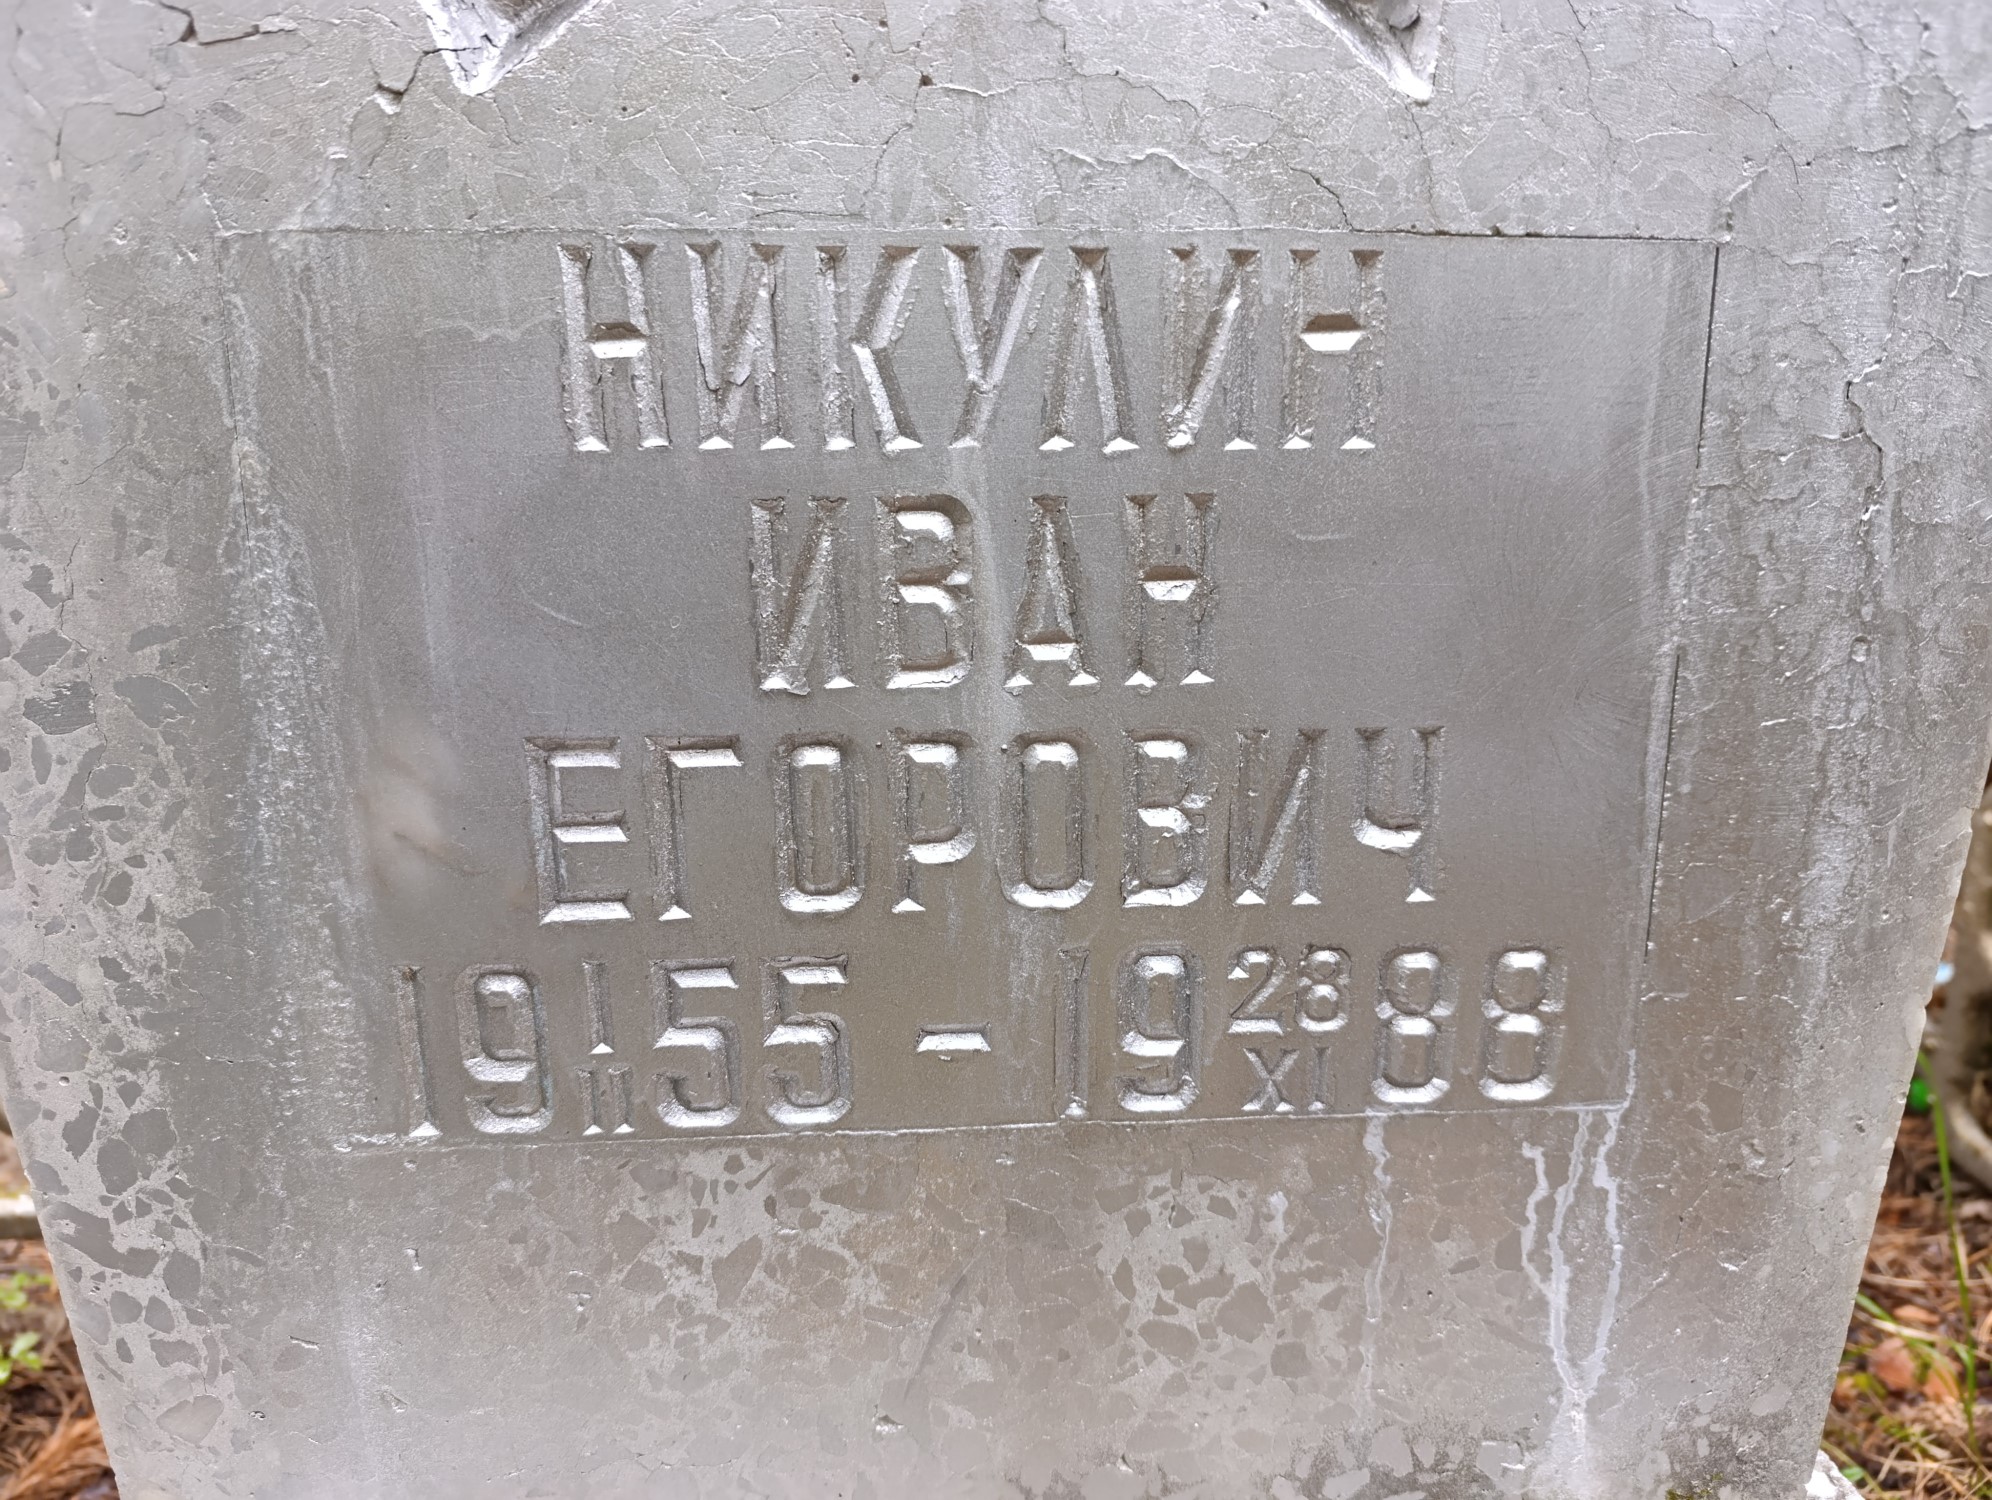 НИКУЛИН
ИВАН
ЕГОРОВИЧ
19 I/II 55 - 19 28/XI 88